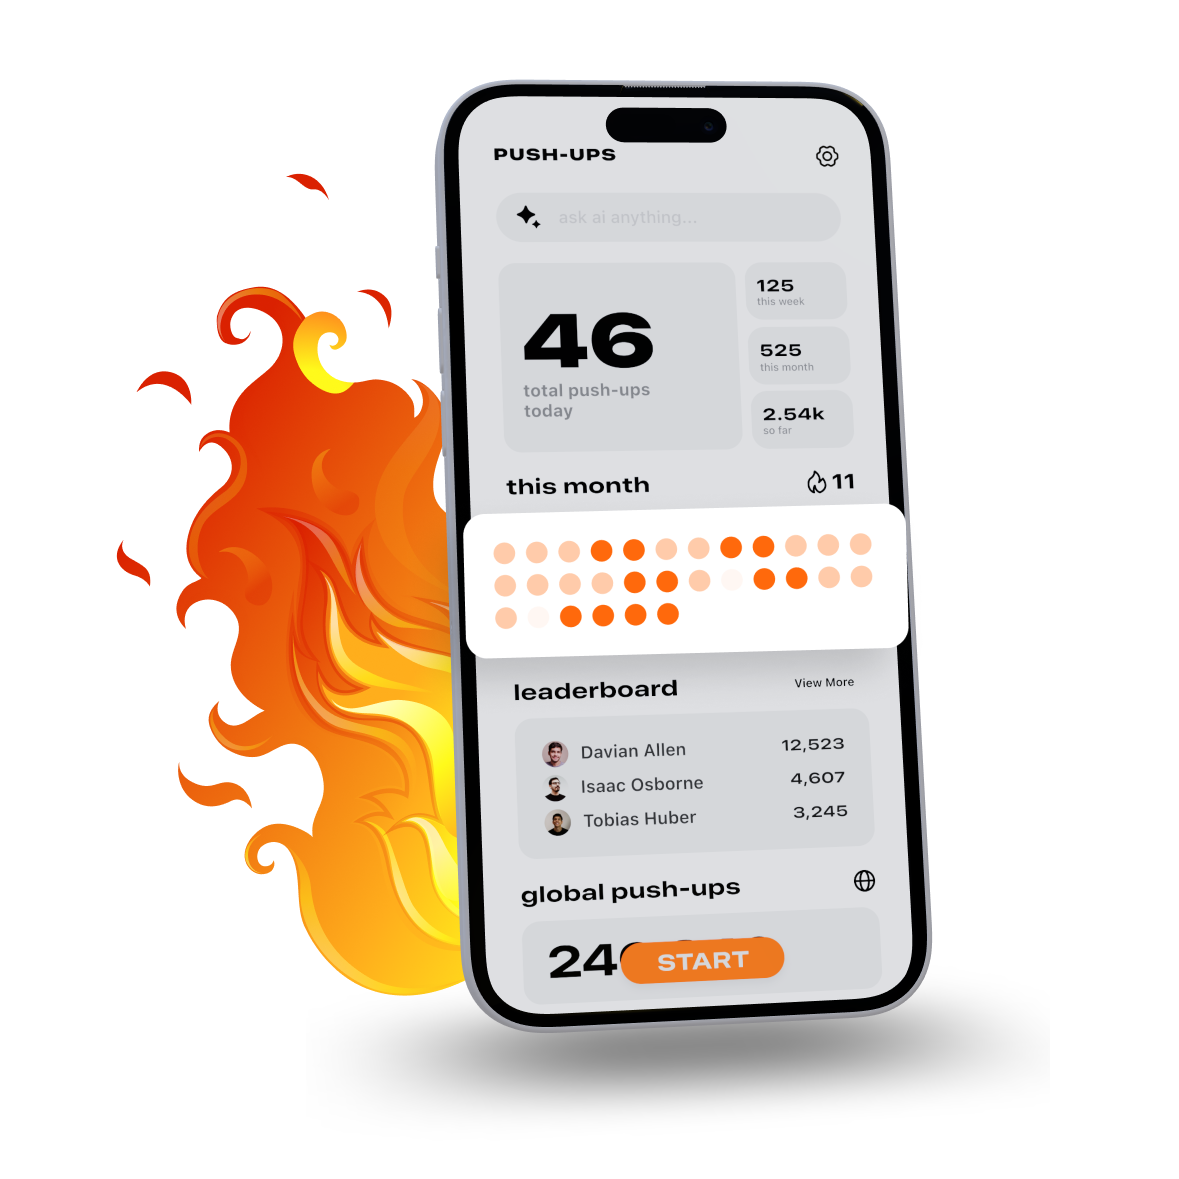 PUSH-UPS
ask ai anything...
46
total push-ups
today
125
this week
525
this month
2.54k
so far
this month
11
leaderboard
View More
Davian Allen
12,523
Isaac Osborne
4,607
Tobias Huber
3,245
global push-ups
24
START